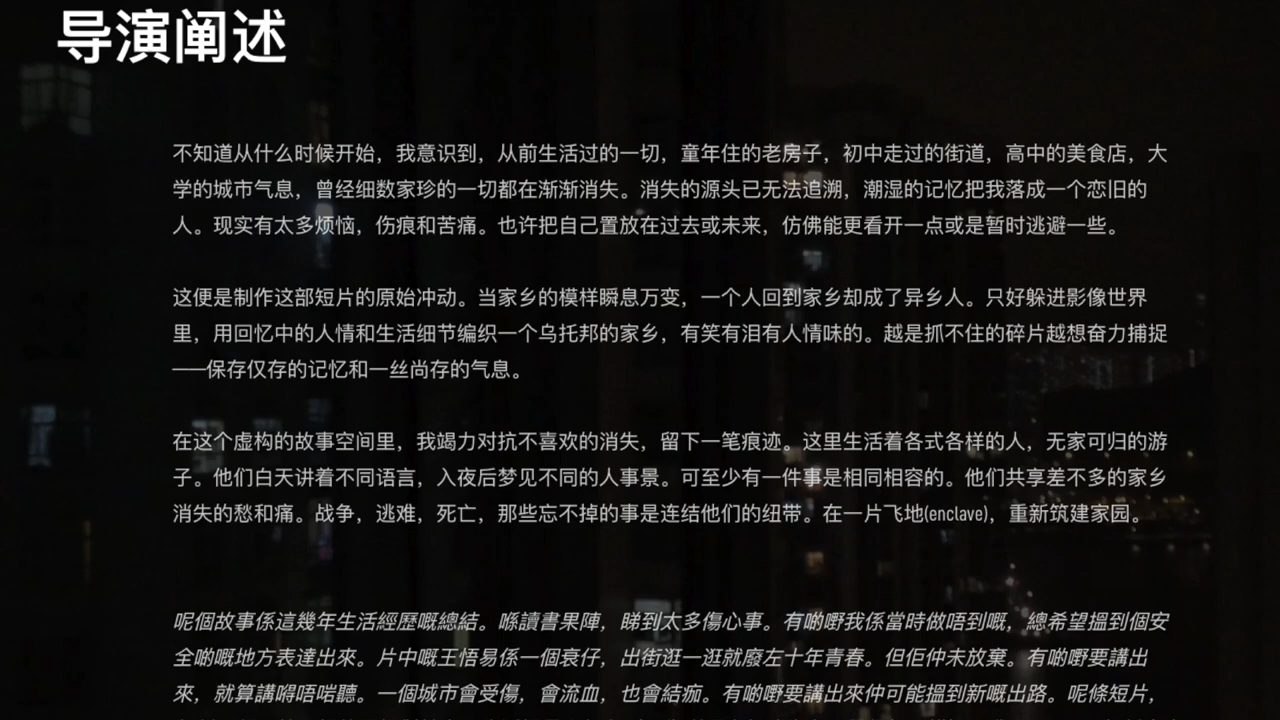 导演阐述
不知道从什么时候开始，我意识到，从前生活过的一切，童年住的老房子，初中走过的街道，高中的美食店，大
学的城市气息，曾经细数家珍的一切都在渐渐消失。消失的源头已无法追溯，潮湿的记忆把我落成一个恋旧的
人。现实有太多烦恼，伤痕和苦痛。也许把自己置放在过去或未来，仿佛能更看开一点或是暂时逃避一些。
这便是制作这部短片的原始冲动。当家乡的模样瞬息万变，一个人回到家乡却成了异乡人。只好躲进影像世界
里，用回忆中的人情和生活细节编织一个乌托邦的家乡，有笑有泪有人情味的。越是抓不住的碎片越想奋力捕捉
——保存仅存的记忆和一丝尚存的气息。
在这个虚构的故事空间里，我竭力对抗不喜欢的消失，留下一笔痕迹。这里生活着各式各样的人，无家可归的游
子。他们白天讲着不同语言，入夜后梦见不同的人事景。可至少有一件事是相同相容的。他们共享差不多的家乡
消失的愁和痛。战争，逃难，死亡，那些忘不掉的事是连结他们的纽带。在一片飞地(enclave)，重新筑建家园。
呢個故事係這幾年生活經歷嘅總結。喺讀書果陣，睇到太多傷心事。有啲嘢我係當時做唔到嘅，總希望搵到個安
全啲嘅地方表達出來。片中嘅王悟易係一個衰仔，出街逛一逛就廢左十年青春。但佢仲未放棄。有啲嘢要講出
來，就算講嘚唔啱聽。一個城市會受傷，會流血，也會結痂。有啲嘢要講出來仲可能搵到新嘅出路。呢條短片，